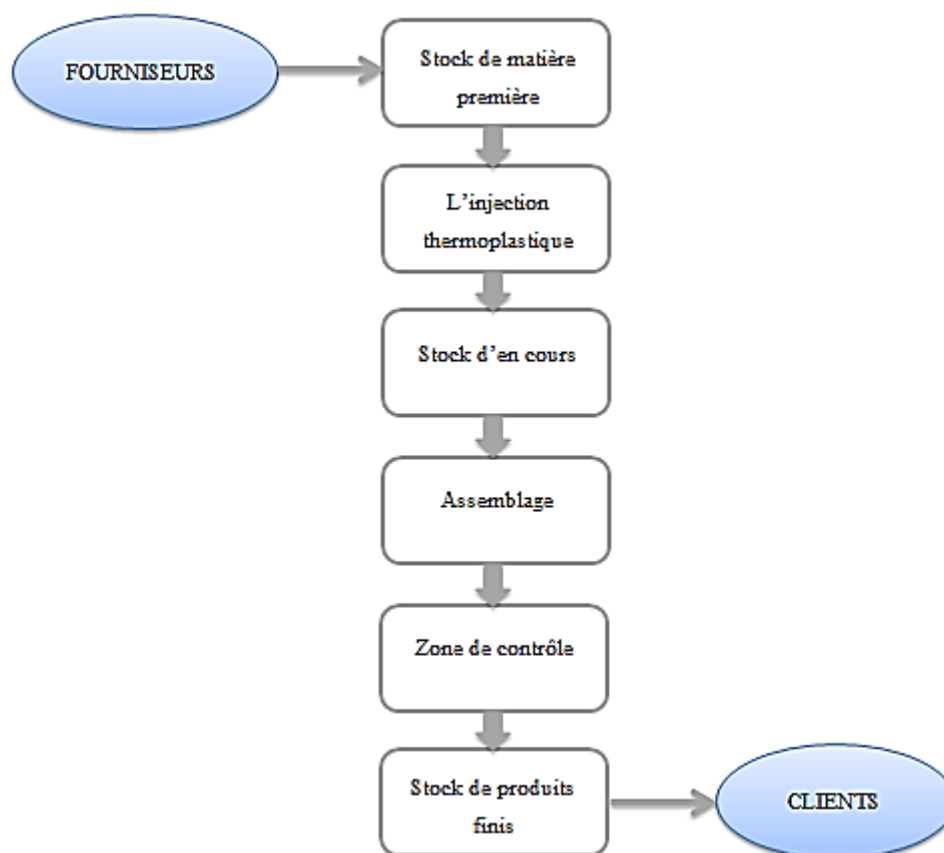 FOURNISEURS
Stock de matière
première
L'injection
thermoplastique
Stock d'en cours
Assemblage
Zone de contrôle
Stock de produits
finis
CLIENTS